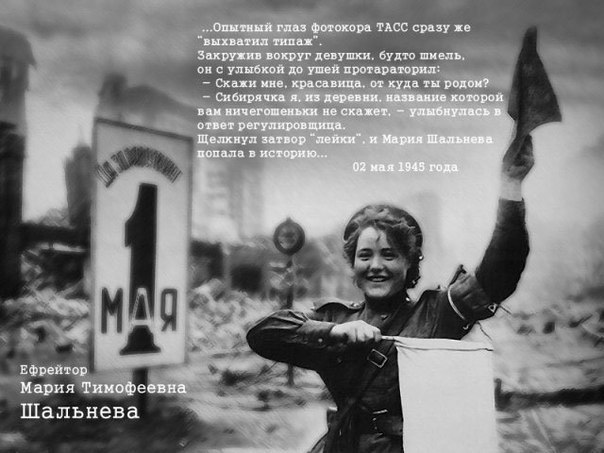 ...Опытный глаз фотокора ТАСС сразу же
"выхватил типаж".
Закружив вокруг девушки, будто шмель,
он с улыбкой до ушей протараторил:
– Скажи мне, красавица, от куда ты родом?
– Сибирячка я, из деревни, название которой
вам ничегошеньки не скажет, – улыбнулась в
ответ регулировщица.
Щелкнул затвор "лейки", и Мария Шальнева
попала в историю...
02 мая 1945 года
ДА ЗДРАВСТВУЕТ
1
МАЯ
Ефрейтор
Мария Тимофеевна
Шальнева